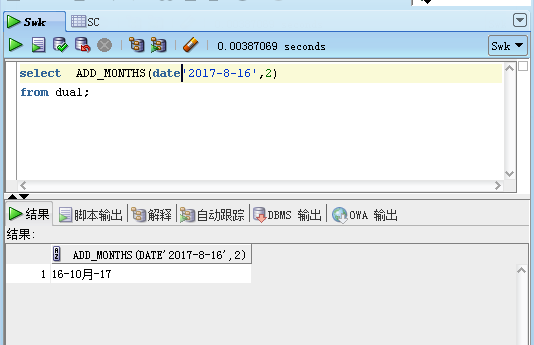 Swk SC
0.00387069 seconds Swk
select ADD_MONTHS(date'2017-8-16',2)
from dual;
结果 脚本输出 解释 自动跟踪 DBMS 输出 OWA 输出
结果:
ADD_MONTHS(DATE'2017-8-16',2)
1 16-10月-17